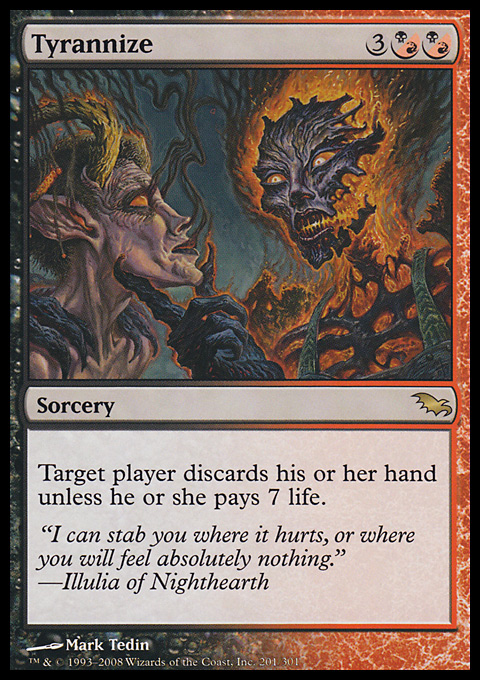 Tyrannize 3
Sorcery
Target player discards his or her hand
unless he or she pays 7 life.
“I can stab you where it hurts, or where
you will feel absolutely nothing.”
—Illulia of Nighthearth
Mark Tedin
™ & © 1993–2008 Wizards of the Coast, Inc. 201/301